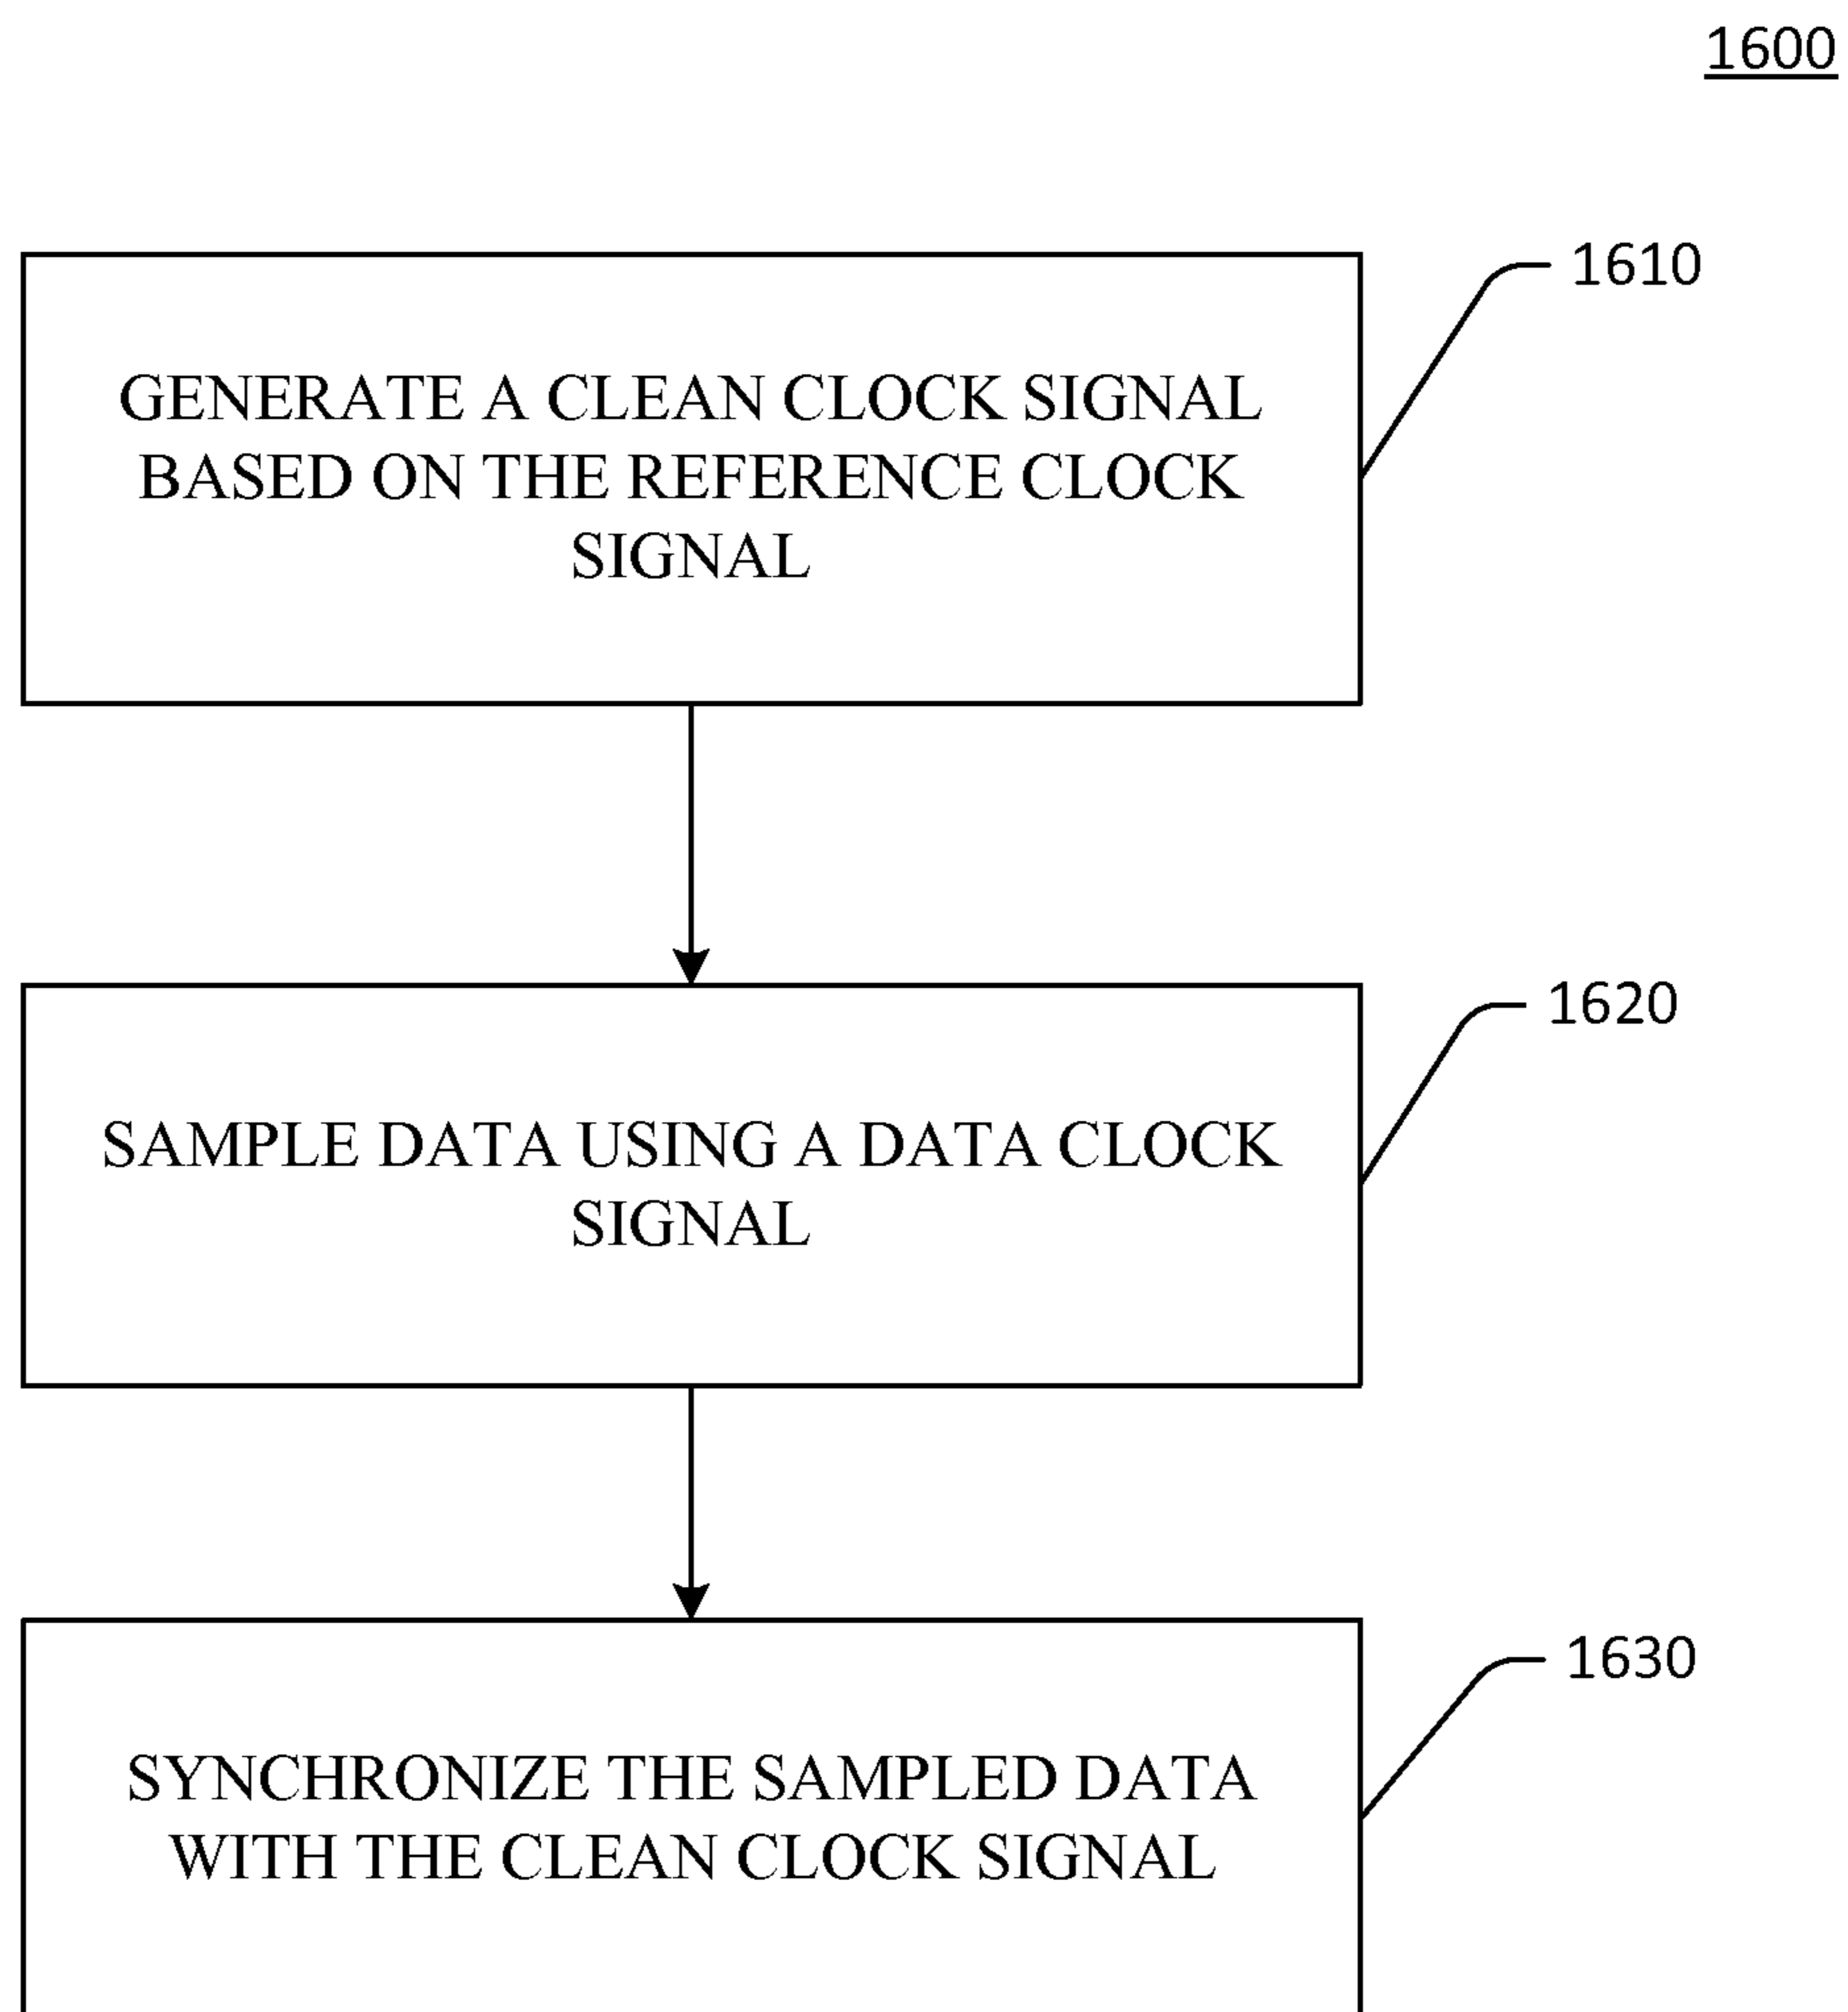 1600
1610
GENERATE A CLEAN CLOCK SIGNAL
BASED ON THE REFERENCE CLOCK
SIGNAL
1620
SAMPLE DATA USING A DATA CLOCK
SIGNAL
1630
SYNCHRONIZE THE SAMPLED DATA
WITH THE CLEAN CLOCK SIGNAL